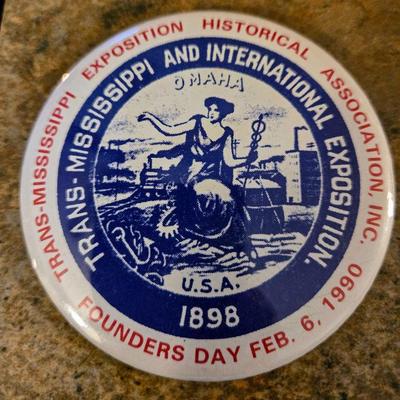 TRANS-MISSISSIPPI EXPOSITION HISTORICAL ASSOCIATION, INC.
FOUNDERS DAY FEB. 6, 1990
TRANS-MISSISSIPPI AND INTERNATIONAL EXPOSITION.
OMAHA
U.S.A.
1898